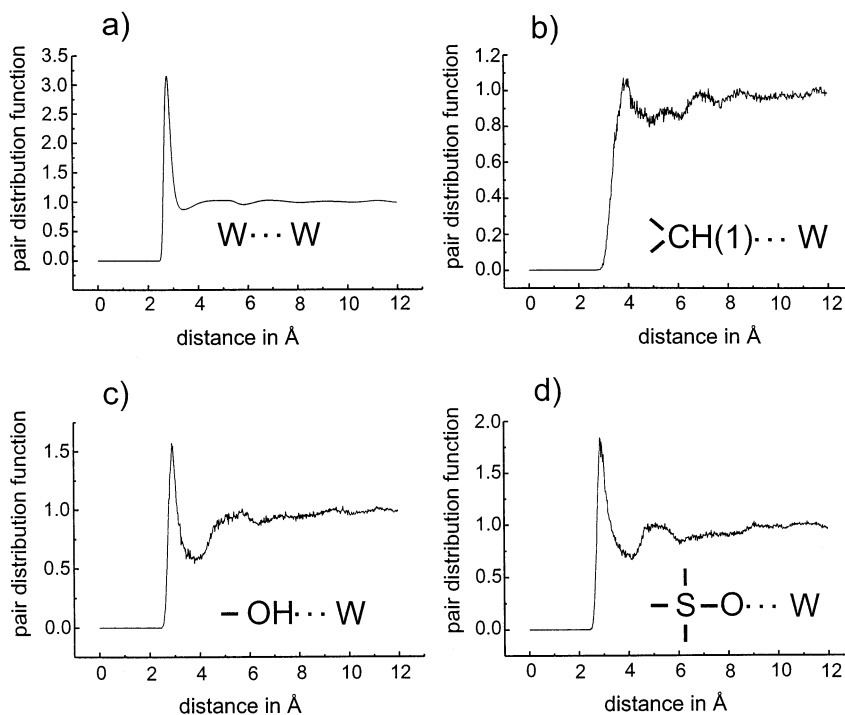 a)
3.5
3.0
2.5
2.0
1.5
1.0
0.5
0.0
pair distribution function
W··· W
0 2 4 6 8 10 12
distance in Å
b)
1.2
1.0
0.8
0.6
0.4
0.2
0.0
pair distribution function
CH(1)··· W
0 2 4 6 8 10 12
distance in Å
c)
1.5
1.0
0.5
0.0
pair distribution function
– OH··· W
0 2 4 6 8 10 12
distance in Å
d)
2.0
1.5
1.0
0.5
0.0
pair distribution function
–S–O··· W
0 2 4 6 8 10 12
distance in Å